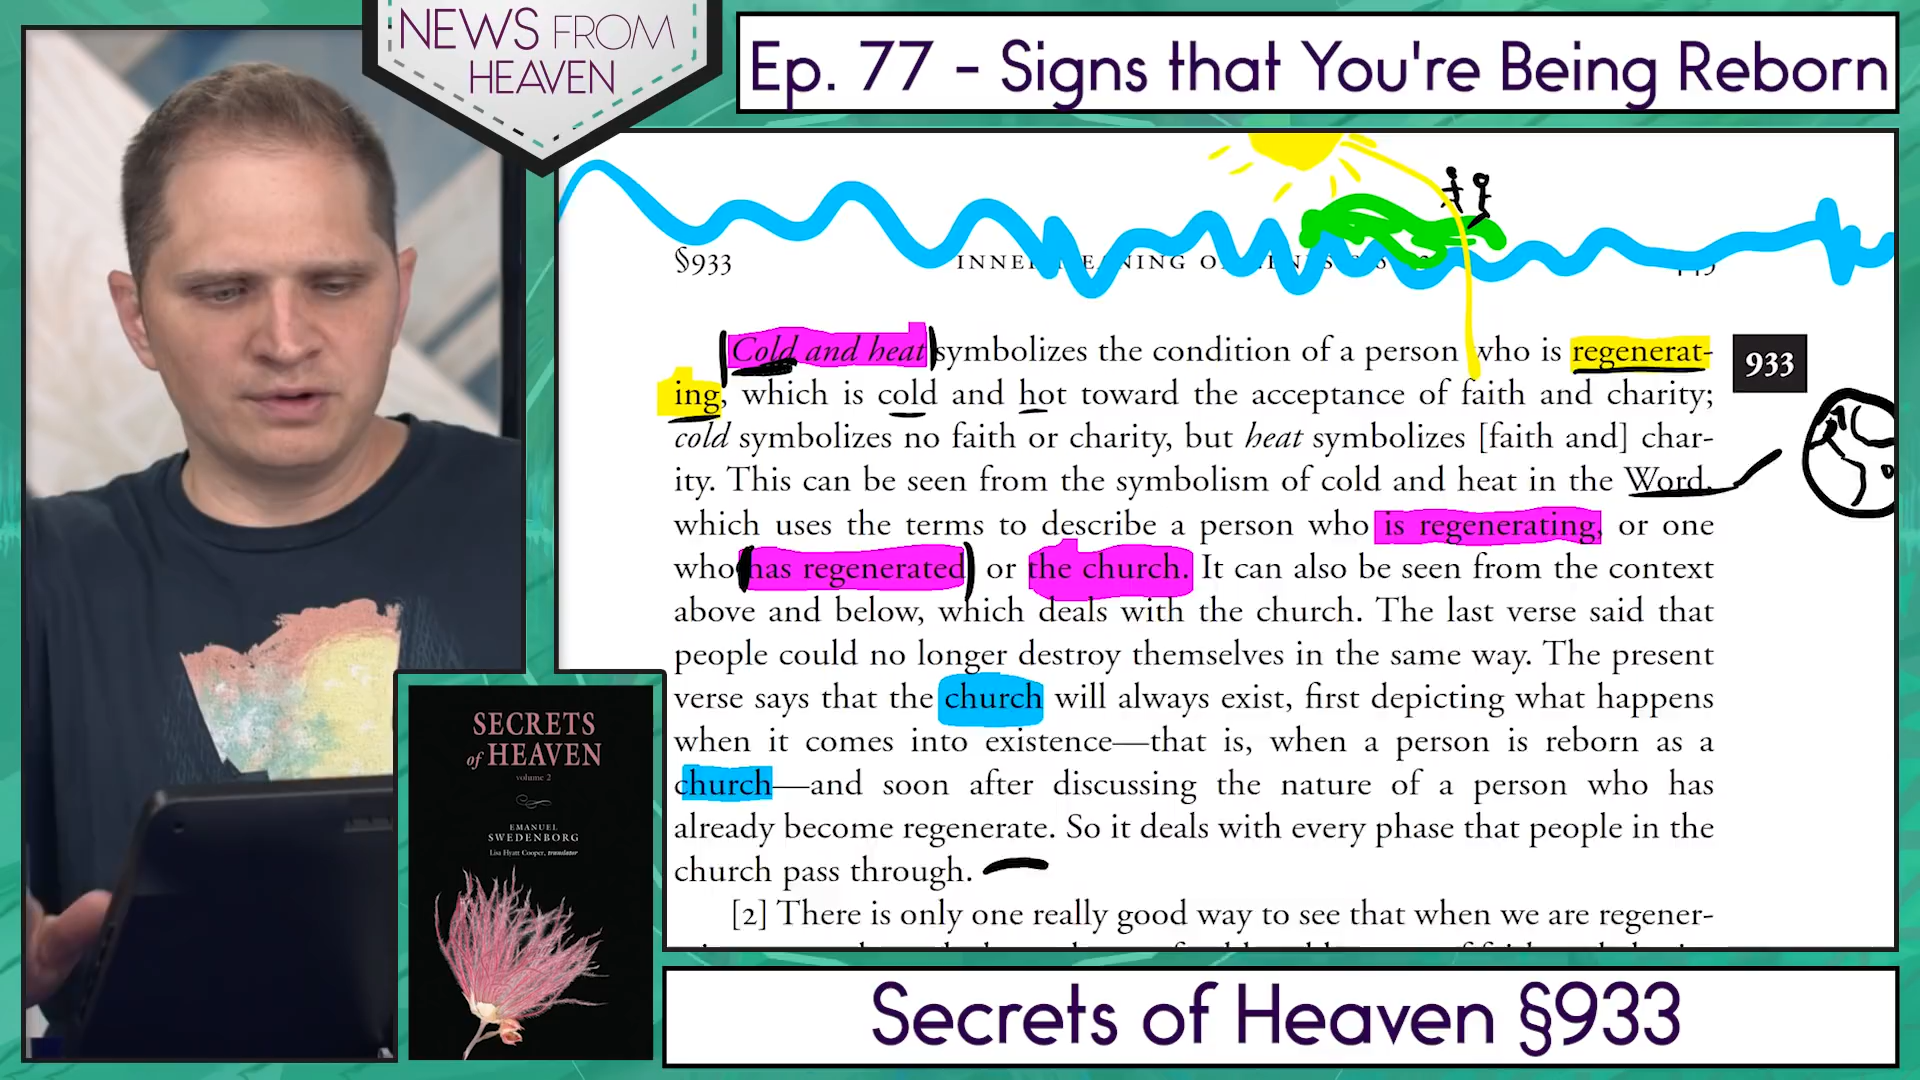 NEWS FROM
HEAVEN
Ep. 77 - Signs that You're Being Reborn
§933
Cold and heat symbolizes the condition of a person who is regenerat-
ing, which is cold and hot toward the acceptance of faith and charity;
cold symbolizes no faith or charity, but heat symbolizes [faith and] char-
ity. This can be seen from the symbolism of cold and heat in the Word,
which uses the terms to describe a person who is regenerating, or one
who has regenerated, or the church. It can also be seen from the context
above and below, which deals with the church. The last verse said that
people could no longer destroy themselves in the same way. The present
verse says that the church will always exist, first depicting what happens
when it comes into existence—that is, when a person is reborn as a
church—and soon after discussing the nature of a person who has
already become regenerate. So it deals with every phase that people in the
church pass through.
[2] There is only one really good way to see that when we are regener-
933
SECRETS
of HEAVEN
volume 2
EMANUEL
SWEDENBORG
Lisa Hyatt Cooper, translator
Secrets of Heaven §933